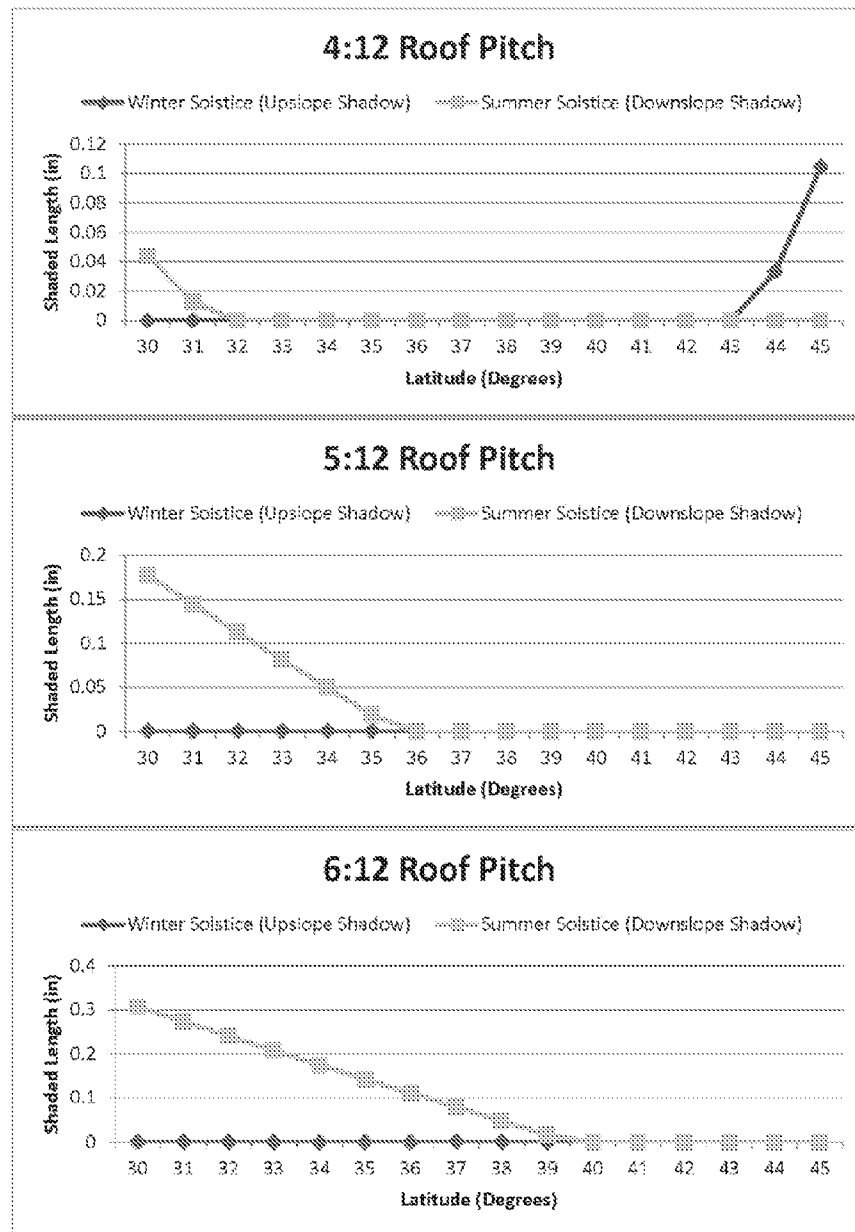 4:12 Roof Pitch
Winter Solstice (Upslope Shadow) Summer Solstice (Downslope Shadow)
0.12
0.1
0.08
0.06
0.04
0.02
0
Shaded Length (in)
30 31 32 33 34 35 36 37 38 39 40 41 42 43 44 45
Latitude (Degrees)
5:12 Roof Pitch
Winter Solstice (Upslope Shadow) Summer Solstice (Downslope Shadow)
0.2
0.15
0.1
0.05
0
Shaded Length (in)
30 31 32 33 34 35 36 37 38 39 40 41 42 43 44 45
Latitude (Degrees)
6:12 Roof Pitch
Winter Solstice (Upslope Shadow) Summer Solstice (Downslope Shadow)
0.4
0.3
0.2
0.1
0
Shaded Length (in)
30 31 32 33 34 35 36 37 38 39 40 41 42 43 44 45
Latitude (Degrees)